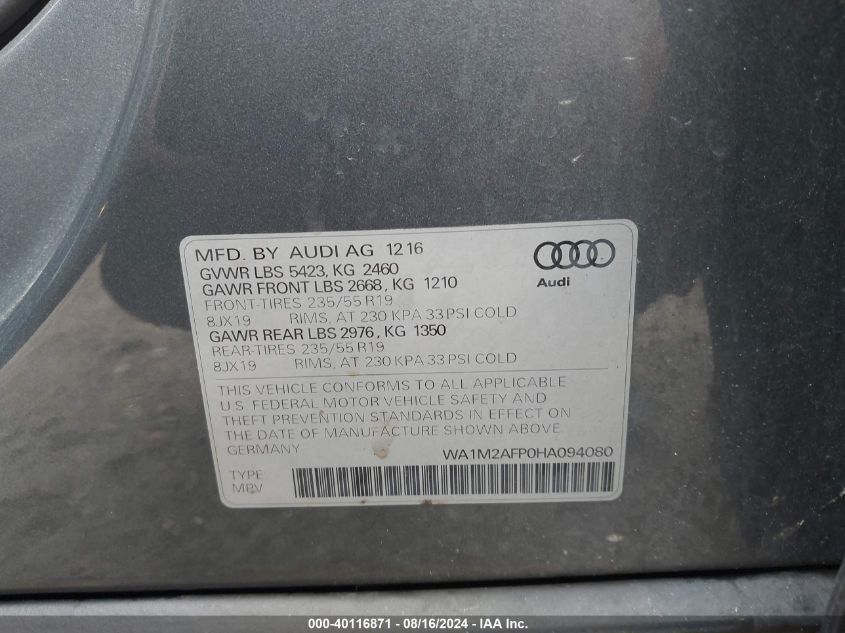 MFD. BY AUDI AG 12 16
GVWR LBS 5423, KG 2460
GAWR FRONT LBS 2668, KG 1210
FRONT-TIRES 235/55 R19
8JX19 RIMS, AT 230 KPA 33 PSI COLD
GAWR REAR LBS 2976, KG 1350
REAR-TIRES 235/55 R19
8JX19 RIMS, AT 230 KPA 33 PSI COLD
Audi
THIS VEHICLE CONFORMS TO ALL APPLICABLE
U.S. FEDERAL MOTOR VEHICLE SAFETY AND
THEFT PREVENTION STANDARDS IN EFFECT ON
THE DATE OF MANUFACTURE SHOWN ABOVE.
GERMANY WA1M2AFP0HA094080
TYPE
MPV
000-40116871 - 08/16/2024 - IAAI.COM